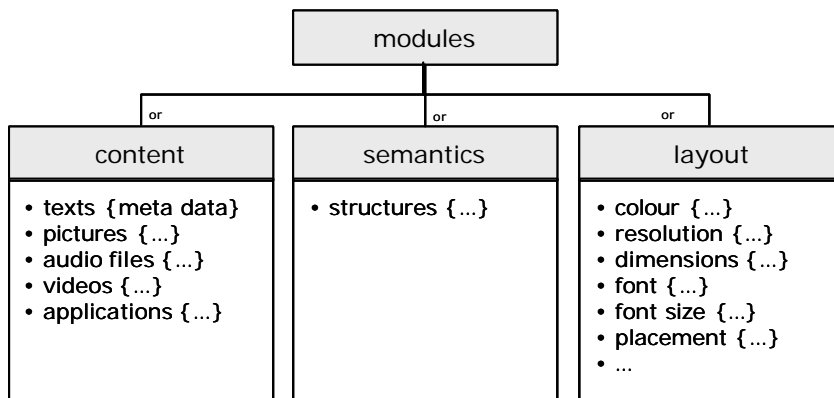 modules
or
or
or
content
semantics
layout
• texts {meta data}
• pictures {...}
• audio files {...}
• videos {...}
• applications {...}
• structures {...}
• colour {...}
• resolution {...}
• dimensions {...}
• font {...}
• font size {...}
• placement {...}
• ...